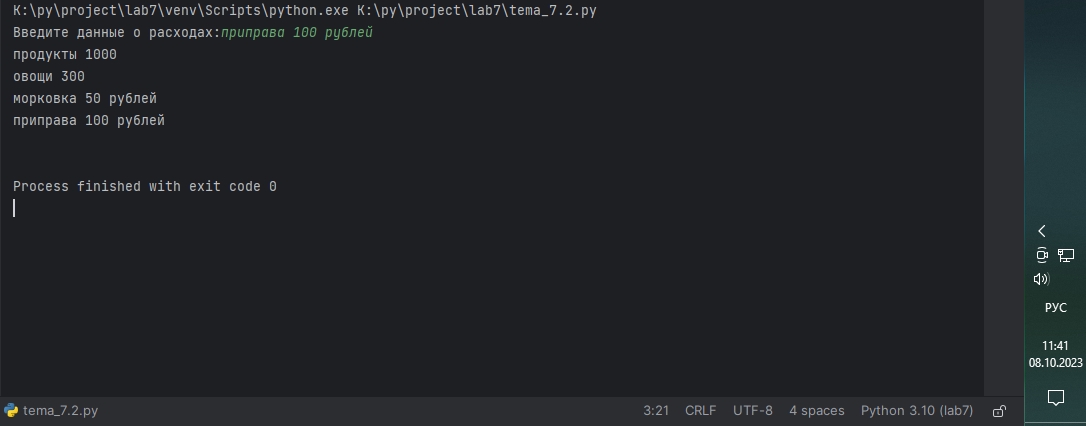 K:\py\project\lab7\venv\Scripts\python.exe K:\py\project\lab7\tema_7.2.py
Введите данные о расходах:приправа 100 рублей
продукты 1000
овощи 300
морковка 50 рублей
приправа 100 рублей
Process finished with exit code 0
РУС
11:41
08.10.2023
tema_7.2.py 3:21 CRLF UTF-8 4 spaces Python 3.10 (lab7)